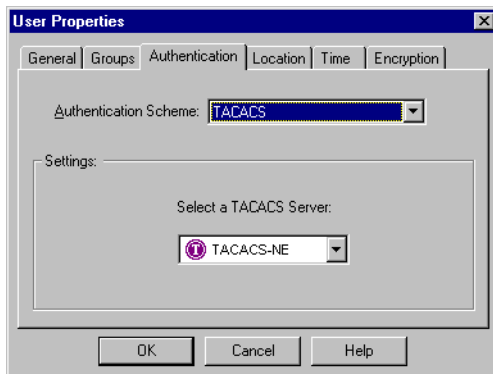 User Properties
General Groups Authentication Location Time Encryption
Authentication Scheme: TACACS
Settings:
Select a TACACS Server:
T TACACS-NE
OK Cancel Help